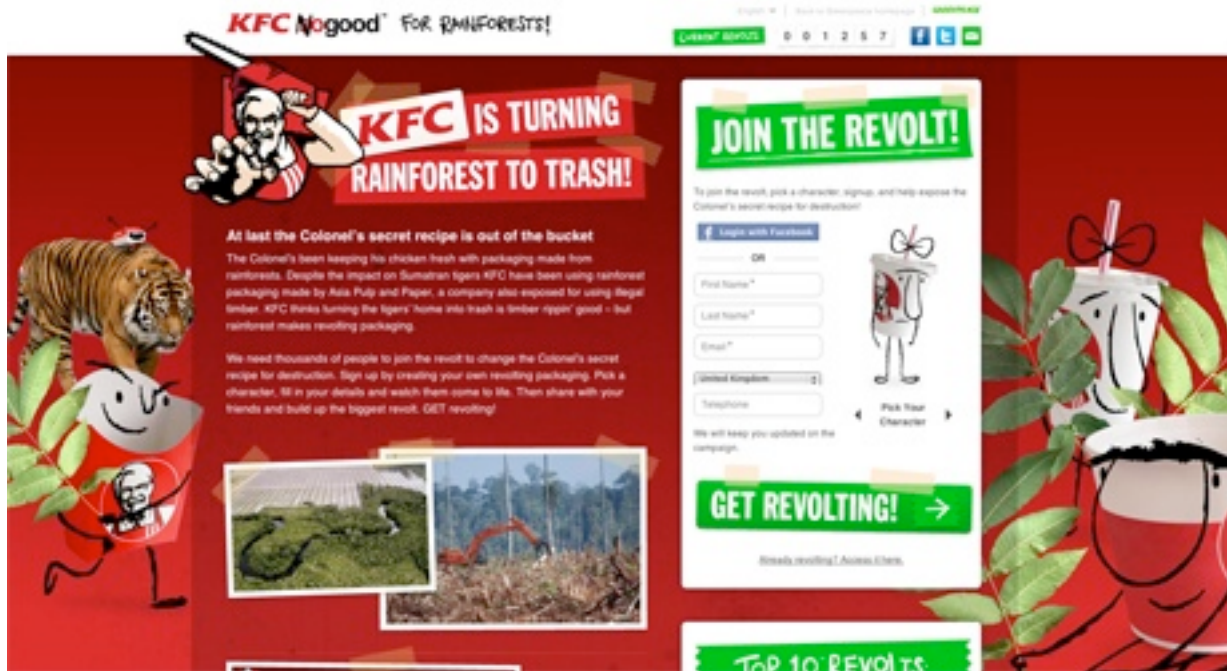 KFC Nogood™ FOR RAINFORESTS!
English | Back to Greenpeace homepage | GREENPEACE
CURRENT REVOLTS 0 0 1 2 5 7
KFC IS TURNING
RAINFOREST TO TRASH!
At last the Colonel's secret recipe is out of the bucket
The Colonel's been keeping his chicken fresh with packaging made from
rainforests. Despite the impact on Sumatran tigers KFC have been using rainforest
packaging made by Asia Pulp and Paper, a company also exposed for using illegal
timber. KFC thinks turning the tigers' home into trash is timber rippin' good – but
rainforest makes revolting packaging.
We need thousands of people to join the revolt to change the Colonel's secret
recipe for destruction. Sign up by creating your own revolting packaging. Pick a
character, fill in your details and watch them come to life. Then share with your
friends and build up the biggest revolt. GET revolting!
JOIN THE REVOLT!
To join the revolt, pick a character, signup, and help expose the
Colonel's secret recipe for destruction!
f Login with Facebook
OR
First Name*
Last Name*
Email*
United Kingdom
Telephone
Pick Your
Character
We will keep you updated on the
campaign.
GET REVOLTING!
Already revolting? Access it here.
TOP 10 REVOLTS